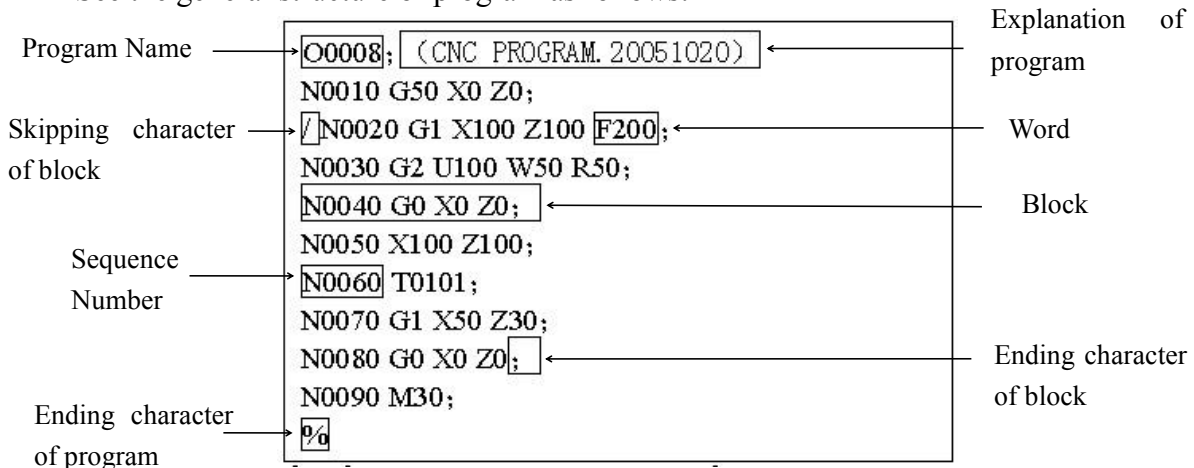 Program Name
Skipping character
of block
Sequence
Number
Ending character
of program
O0008; (CNC PROGRAM.20051020)
N0010 G50 X0 Z0;
/N0020 G1 X100 Z100 F200;
N0030 G2 U100 W50 R50;
N0040 G0 X0 Z0;
N0050 X100 Z100;
N0060 T0101;
N0070 G1 X50 Z30;
N0080 G0 X0 Z0;
N0090 M30;
%
Explanation of
program
Word
Block
Ending character
of block